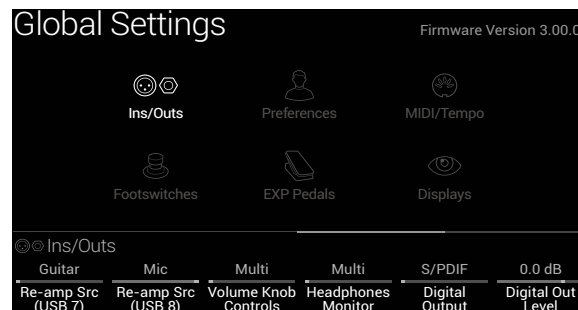 Global Settings
Firmware Version 3.00.0
Ins/Outs
Preferences
MIDI/Tempo
Footswitches
EXP Pedals
Displays
Ins/Outs
Guitar
Mic
Multi
Multi
S/PDIF
0.0 dB
Re-amp Src
(USB 7)
Re-amp Src
(USB 8)
Volume Knob
Controls
Headphones
Monitor
Digital
Output
Digital Out
Level